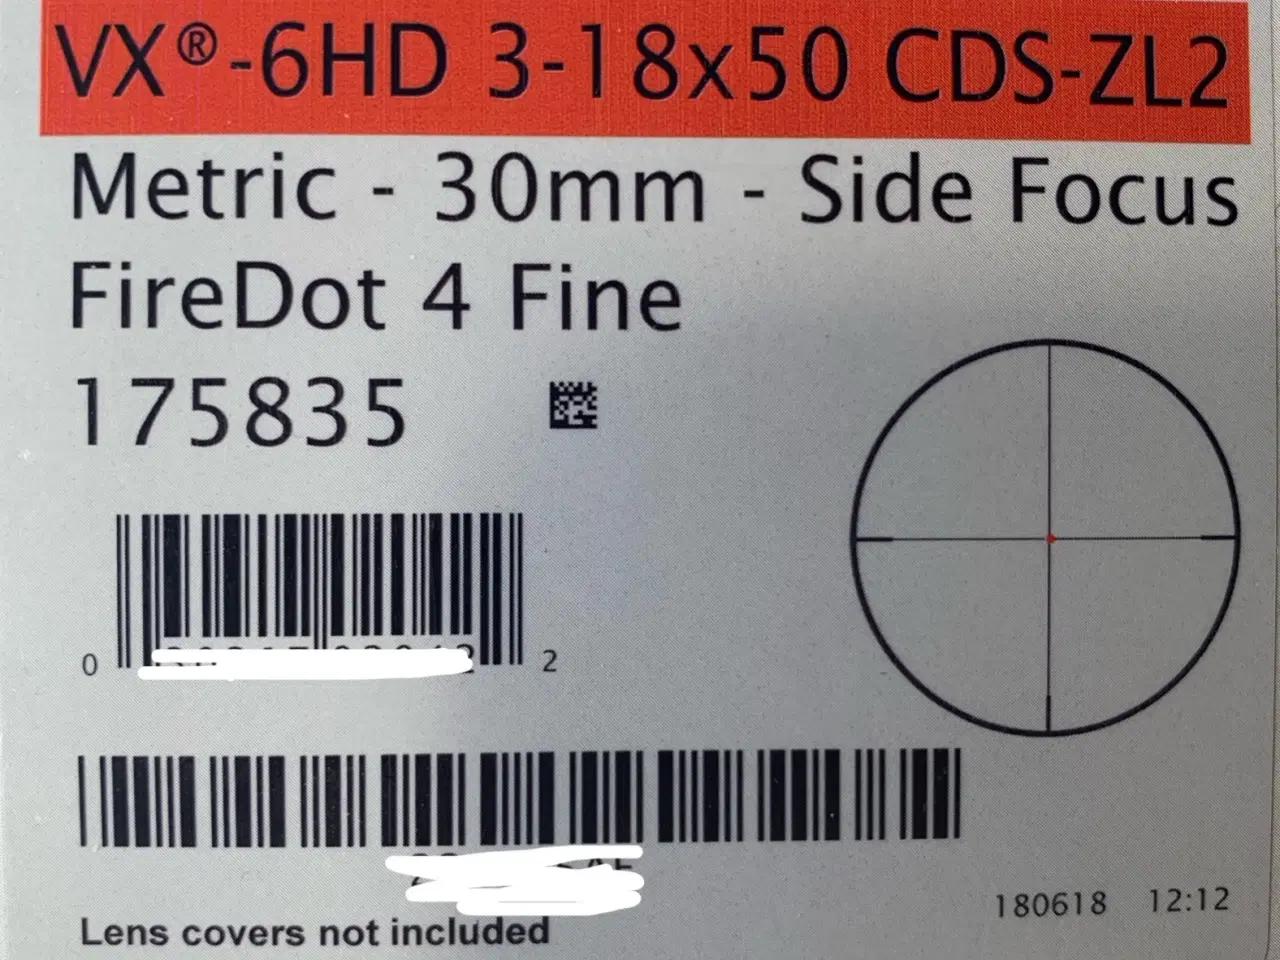 VX®-6HD 3-18x50 CDS-ZL2
Metric - 30mm - Side Focus
FireDot 4 Fine
175835
0 2
Lens covers not included
180618 12:12